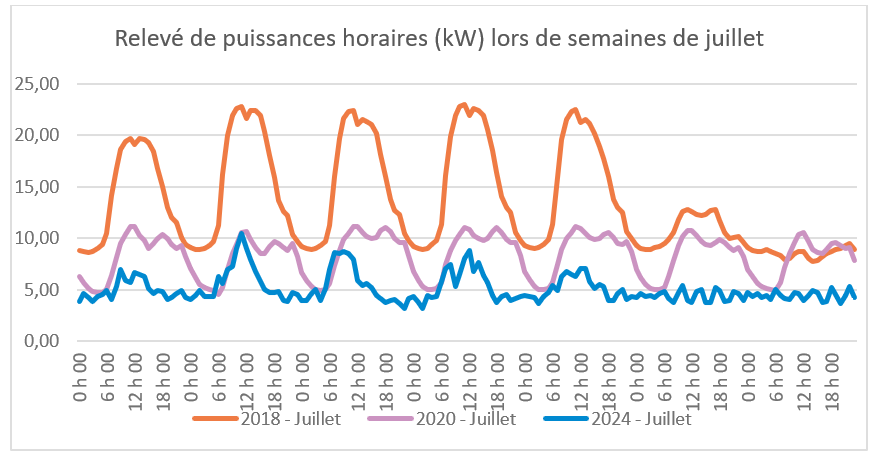 Relevé de puissances horaires (kW) lors de semaines de juillet
25,00
20,00
15,00
10,00
5,00
0,00
0 h 00
6 h 00
12 h 00
18 h 00
0 h 00
6 h 00
12 h 00
18 h 00
0 h 00
6 h 00
12 h 00
18 h 00
0 h 00
6 h 00
12 h 00
18 h 00
0 h 00
6 h 00
12 h 00
18 h 00
0 h 00
6 h 00
12 h 00
18 h 00
0 h 00
6 h 00
12 h 00
18 h 00
2018 - Juillet 2020 - Juillet 2024 - Juillet